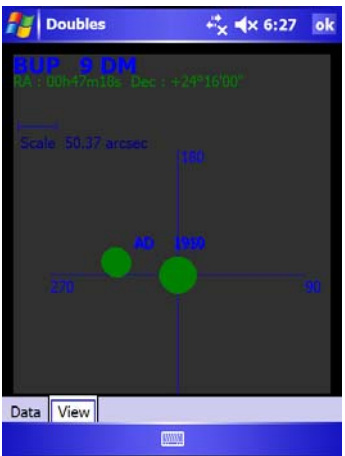 Doubles 6:27 ok
BUP 9 DM
RA : 00h47m18s Dec : +24°16'00"
Scale 50.37 arcsec
180
AD 1910
270 90
Data View